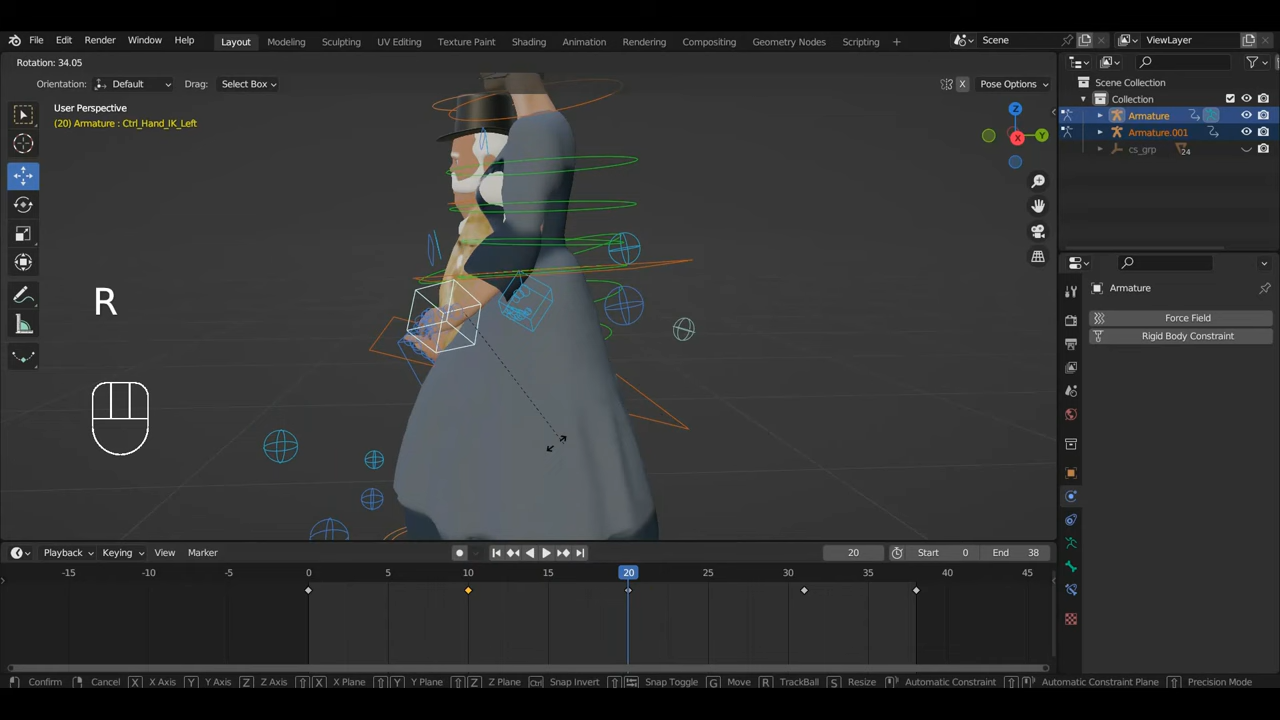 File Edit Render Window Help Layout Modeling Sculpting UV Editing Texture Paint Shading Animation Rendering Compositing Geometry Nodes Scripting + Scene ViewLayer
Rotation: 34.05
Orientation: Default Drag: Select Box X Pose Options
User Perspective
(20) Armature : Ctrl_Hand_IK_Left
Scene Collection
Collection
Armature
Armature.001
cs_grp 24
Z
Y
X
Armature
Force Field
Rigid Body Constraint
R
Playback Keying View Marker 20 Start 0 End 38
-15 -10 -5 0 5 10 15 20 25 30 35 40 45
Confirm Cancel X X Axis Y Y Axis Z Z Axis X X Plane Y Y Plane Z Z Plane Ctrl Snap Invert Snap Toggle G Move R TrackBall S Resize Automatic Constraint Automatic Constraint Plane Precision Mode